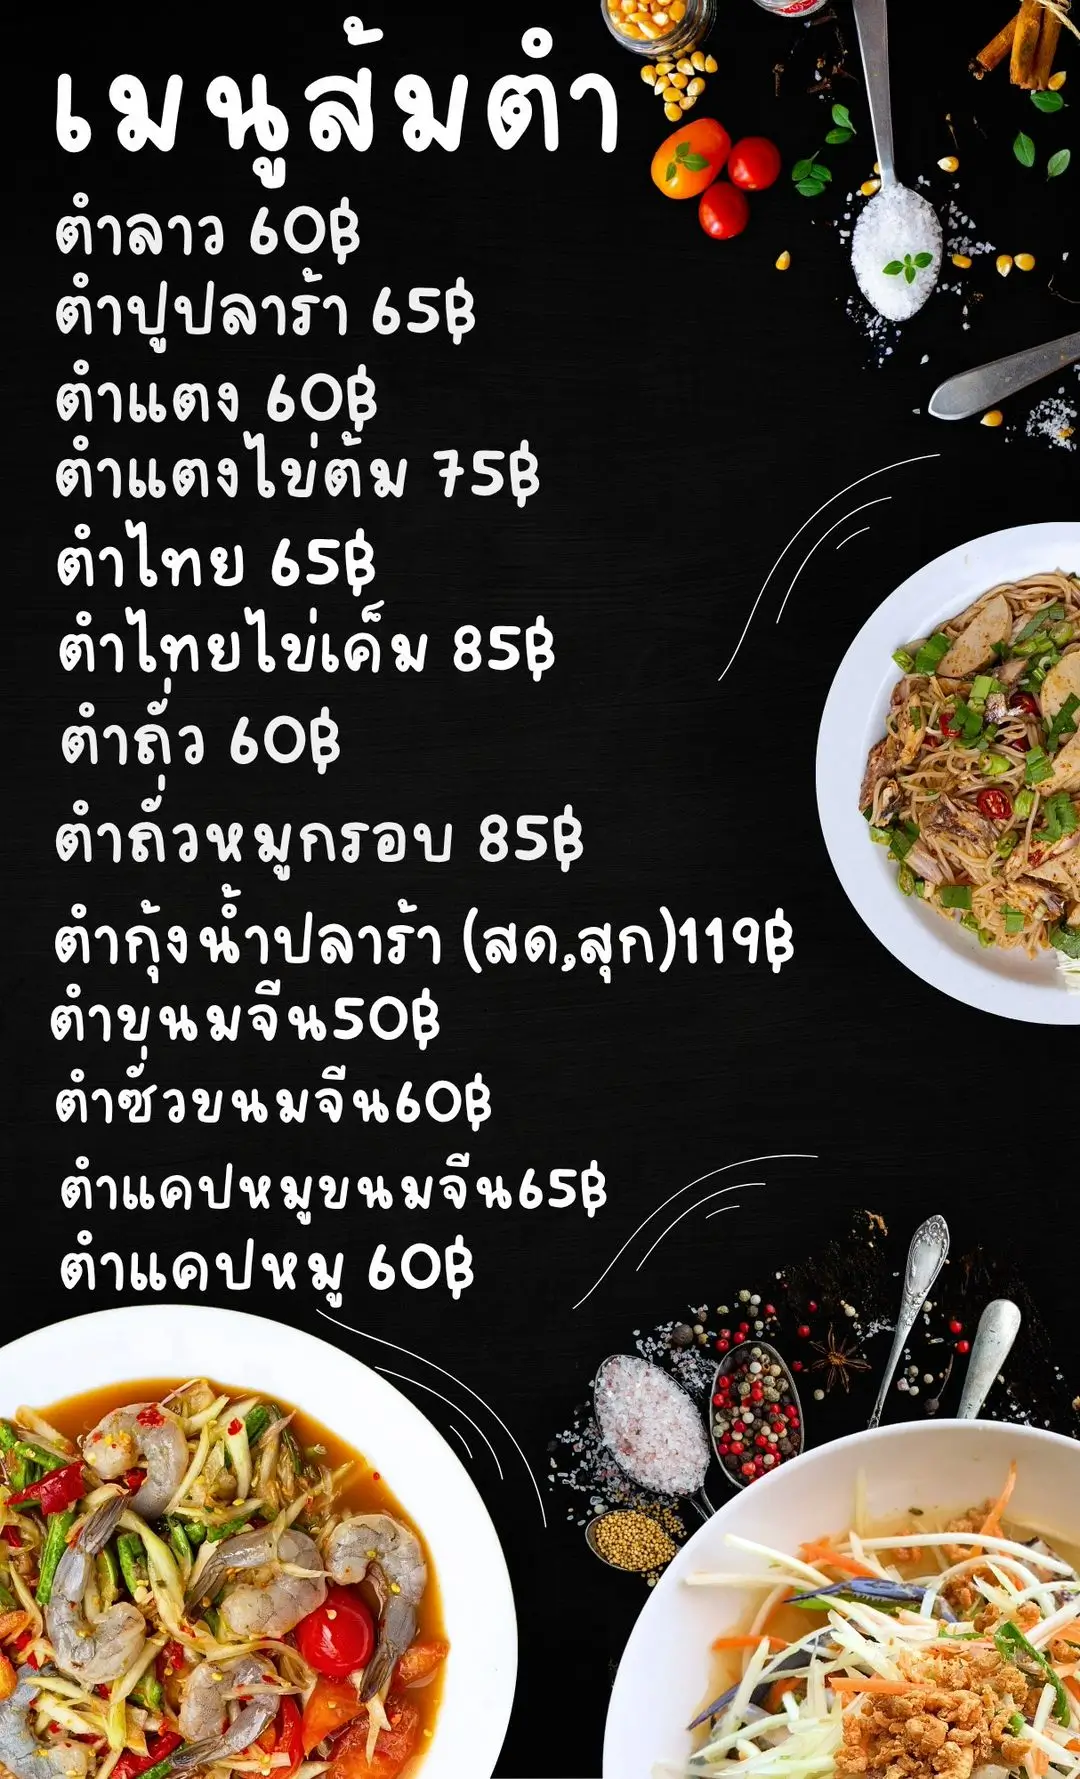 เมนูส้มตำ
ตำลาว 60฿
ตำปูปลาร้า 65฿
ตำแตง 60฿
ตำแตงไข่ต้ม 75฿
ตำไทย 65฿
ตำไทยไข่เค็ม 85฿
ตำถั่ว 60฿
ตำถั่วหมูกรอบ 85฿
ตำกุ้งน้ำปลาร้า (สด,สุก)119฿
ตำขนมจีน50฿
ตำซั่วขนมจีน60฿
ตำแคปหมูขนมจีน65฿
ตำแคปหมู 60฿